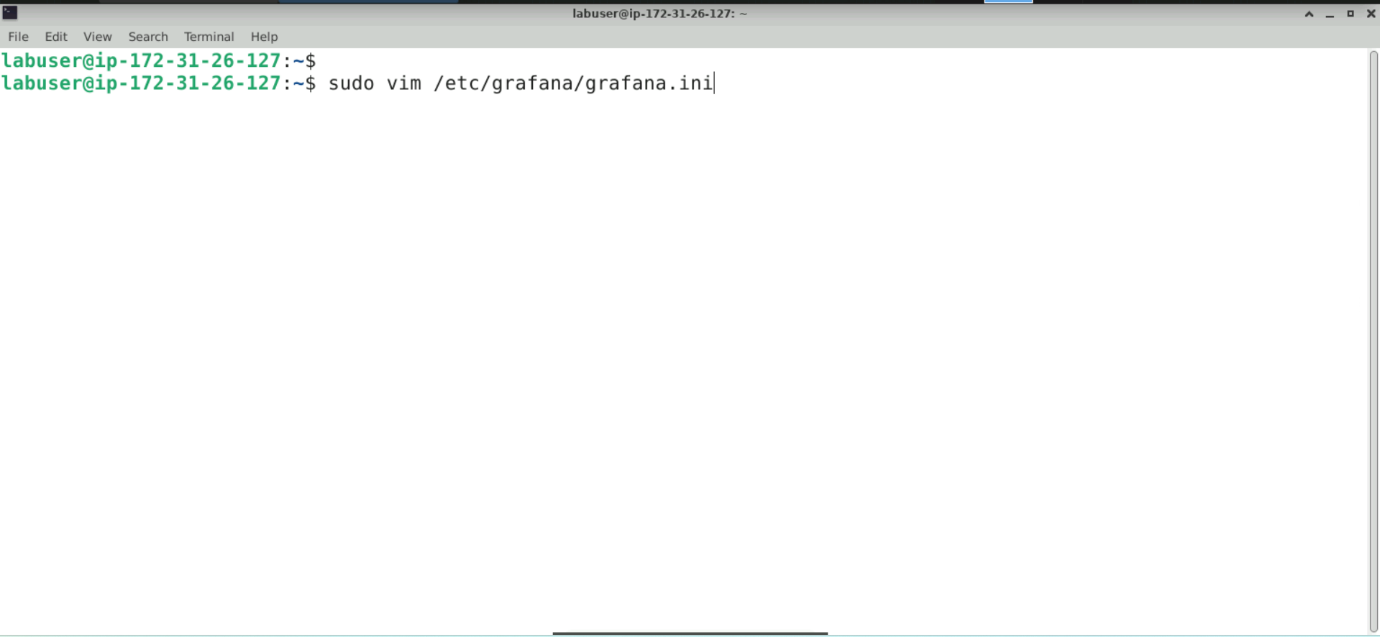 labuser@ip-172-31-26-127: ~
File Edit View Search Terminal Help
labuser@ip-172-31-26-127:~$
labuser@ip-172-31-26-127:~$ sudo vim /etc/grafana/grafana.ini